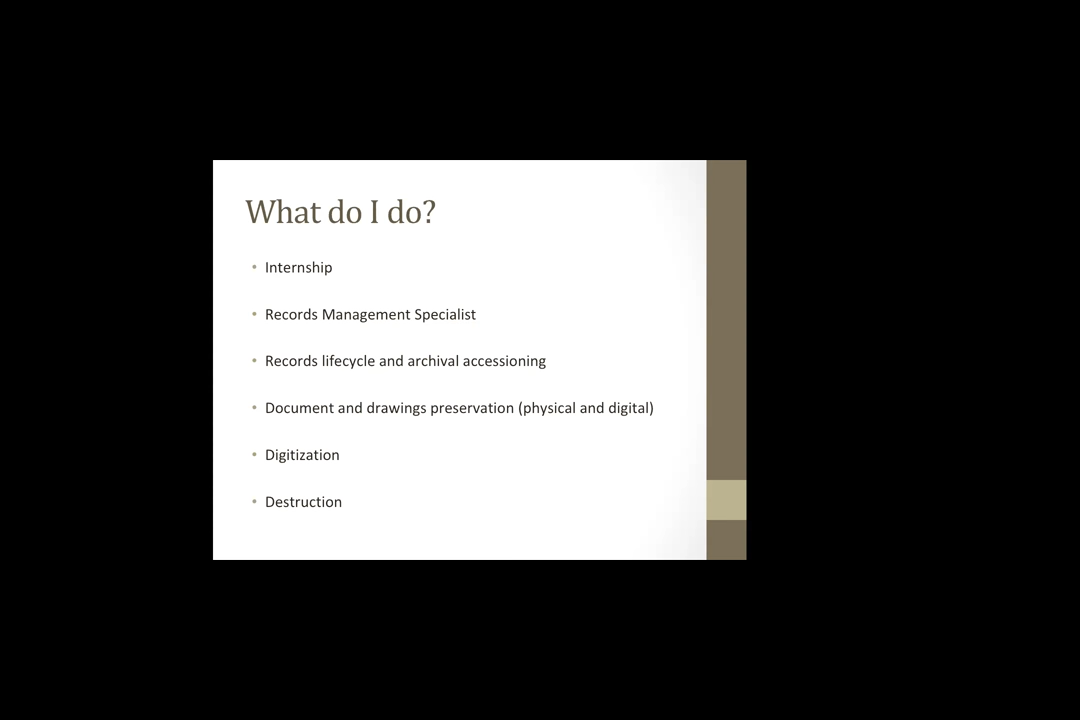 What do I do?
• Internship
• Records Management Specialist
• Records lifecycle and archival accessioning
• Document and drawings preservation (physical and digital)
• Digitization
• Destruction